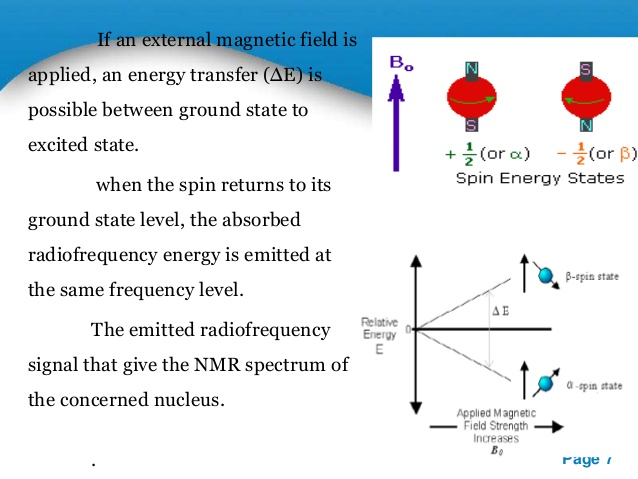 If an external magnetic field is
applied, an energy transfer (ΔE) is
possible between ground state to
excited state.
when the spin returns to its
ground state level, the absorbed
radiofrequency energy is emitted at
the same frequency level.
The emitted radiofrequency
signal that give the NMR spectrum of
the concerned nucleus.
.
B₀
N S
S N
+ 1/2 (or α) - 1/2 (or β)
Spin Energy States
β-spin state
Δ E
Relative
Energy
E
0
α-spin state
Applied Magnetic
Field Strength
Increases
B₀
Page 7